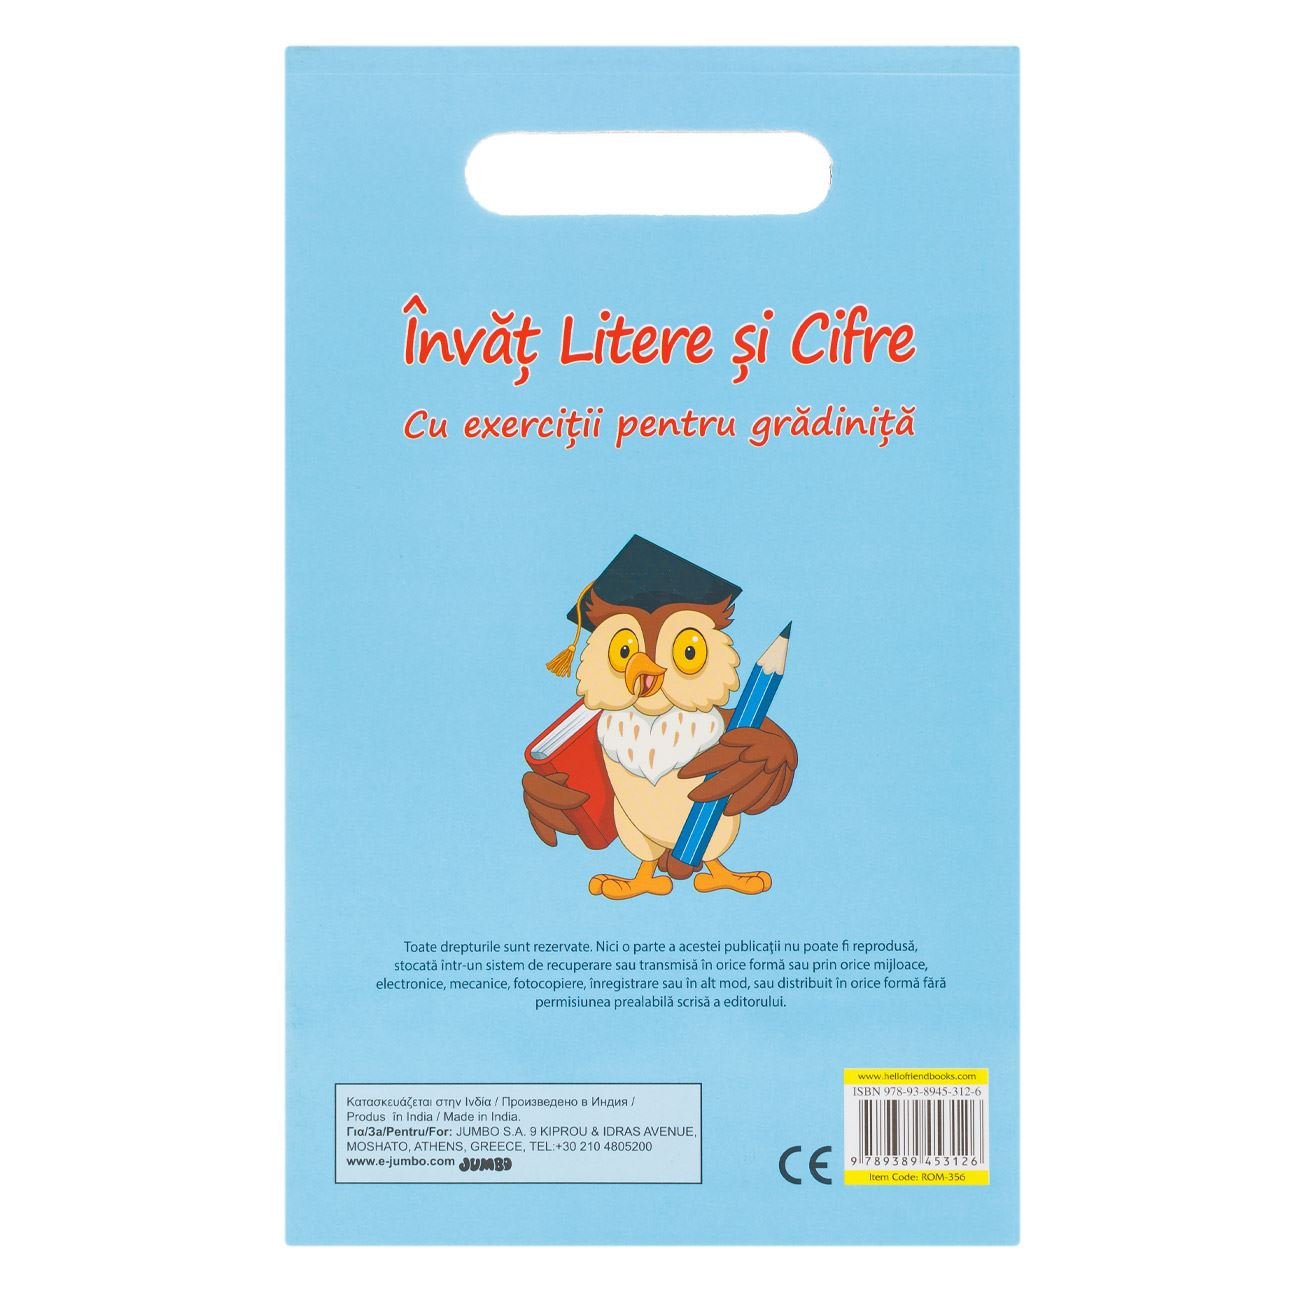 Învăț Litere și Cifre
Cu exerciții pentru grădiniță
Toate drepturile sunt rezervate. Nici o parte a acestei publicații nu poate fi reprodusă,
stocată într-un sistem de recuperare sau transmisă în orice formă sau prin orice mijloace,
electronice, mecanice, fotocopiere, înregistrare sau în alt mod, sau distribuit în orice formă fără
permisiunea prealabilă scrisă a editorului.
Κατασκευάζεται στην Ινδία / Произведено в Индия /
Produs în India / Made in India.
Για/За/Pentru/For: JUMBO S.A. 9 KIPROU & IDRAS AVENUE,
MOSHATO, ATHENS, GREECE, TEL:+30 210 4805200
www.e-jumbo.com JUMBO
CE
www.hellofriendbooks.com
ISBN 978-93-8945-312-6
9 789389 453126
Item Code: ROM-356